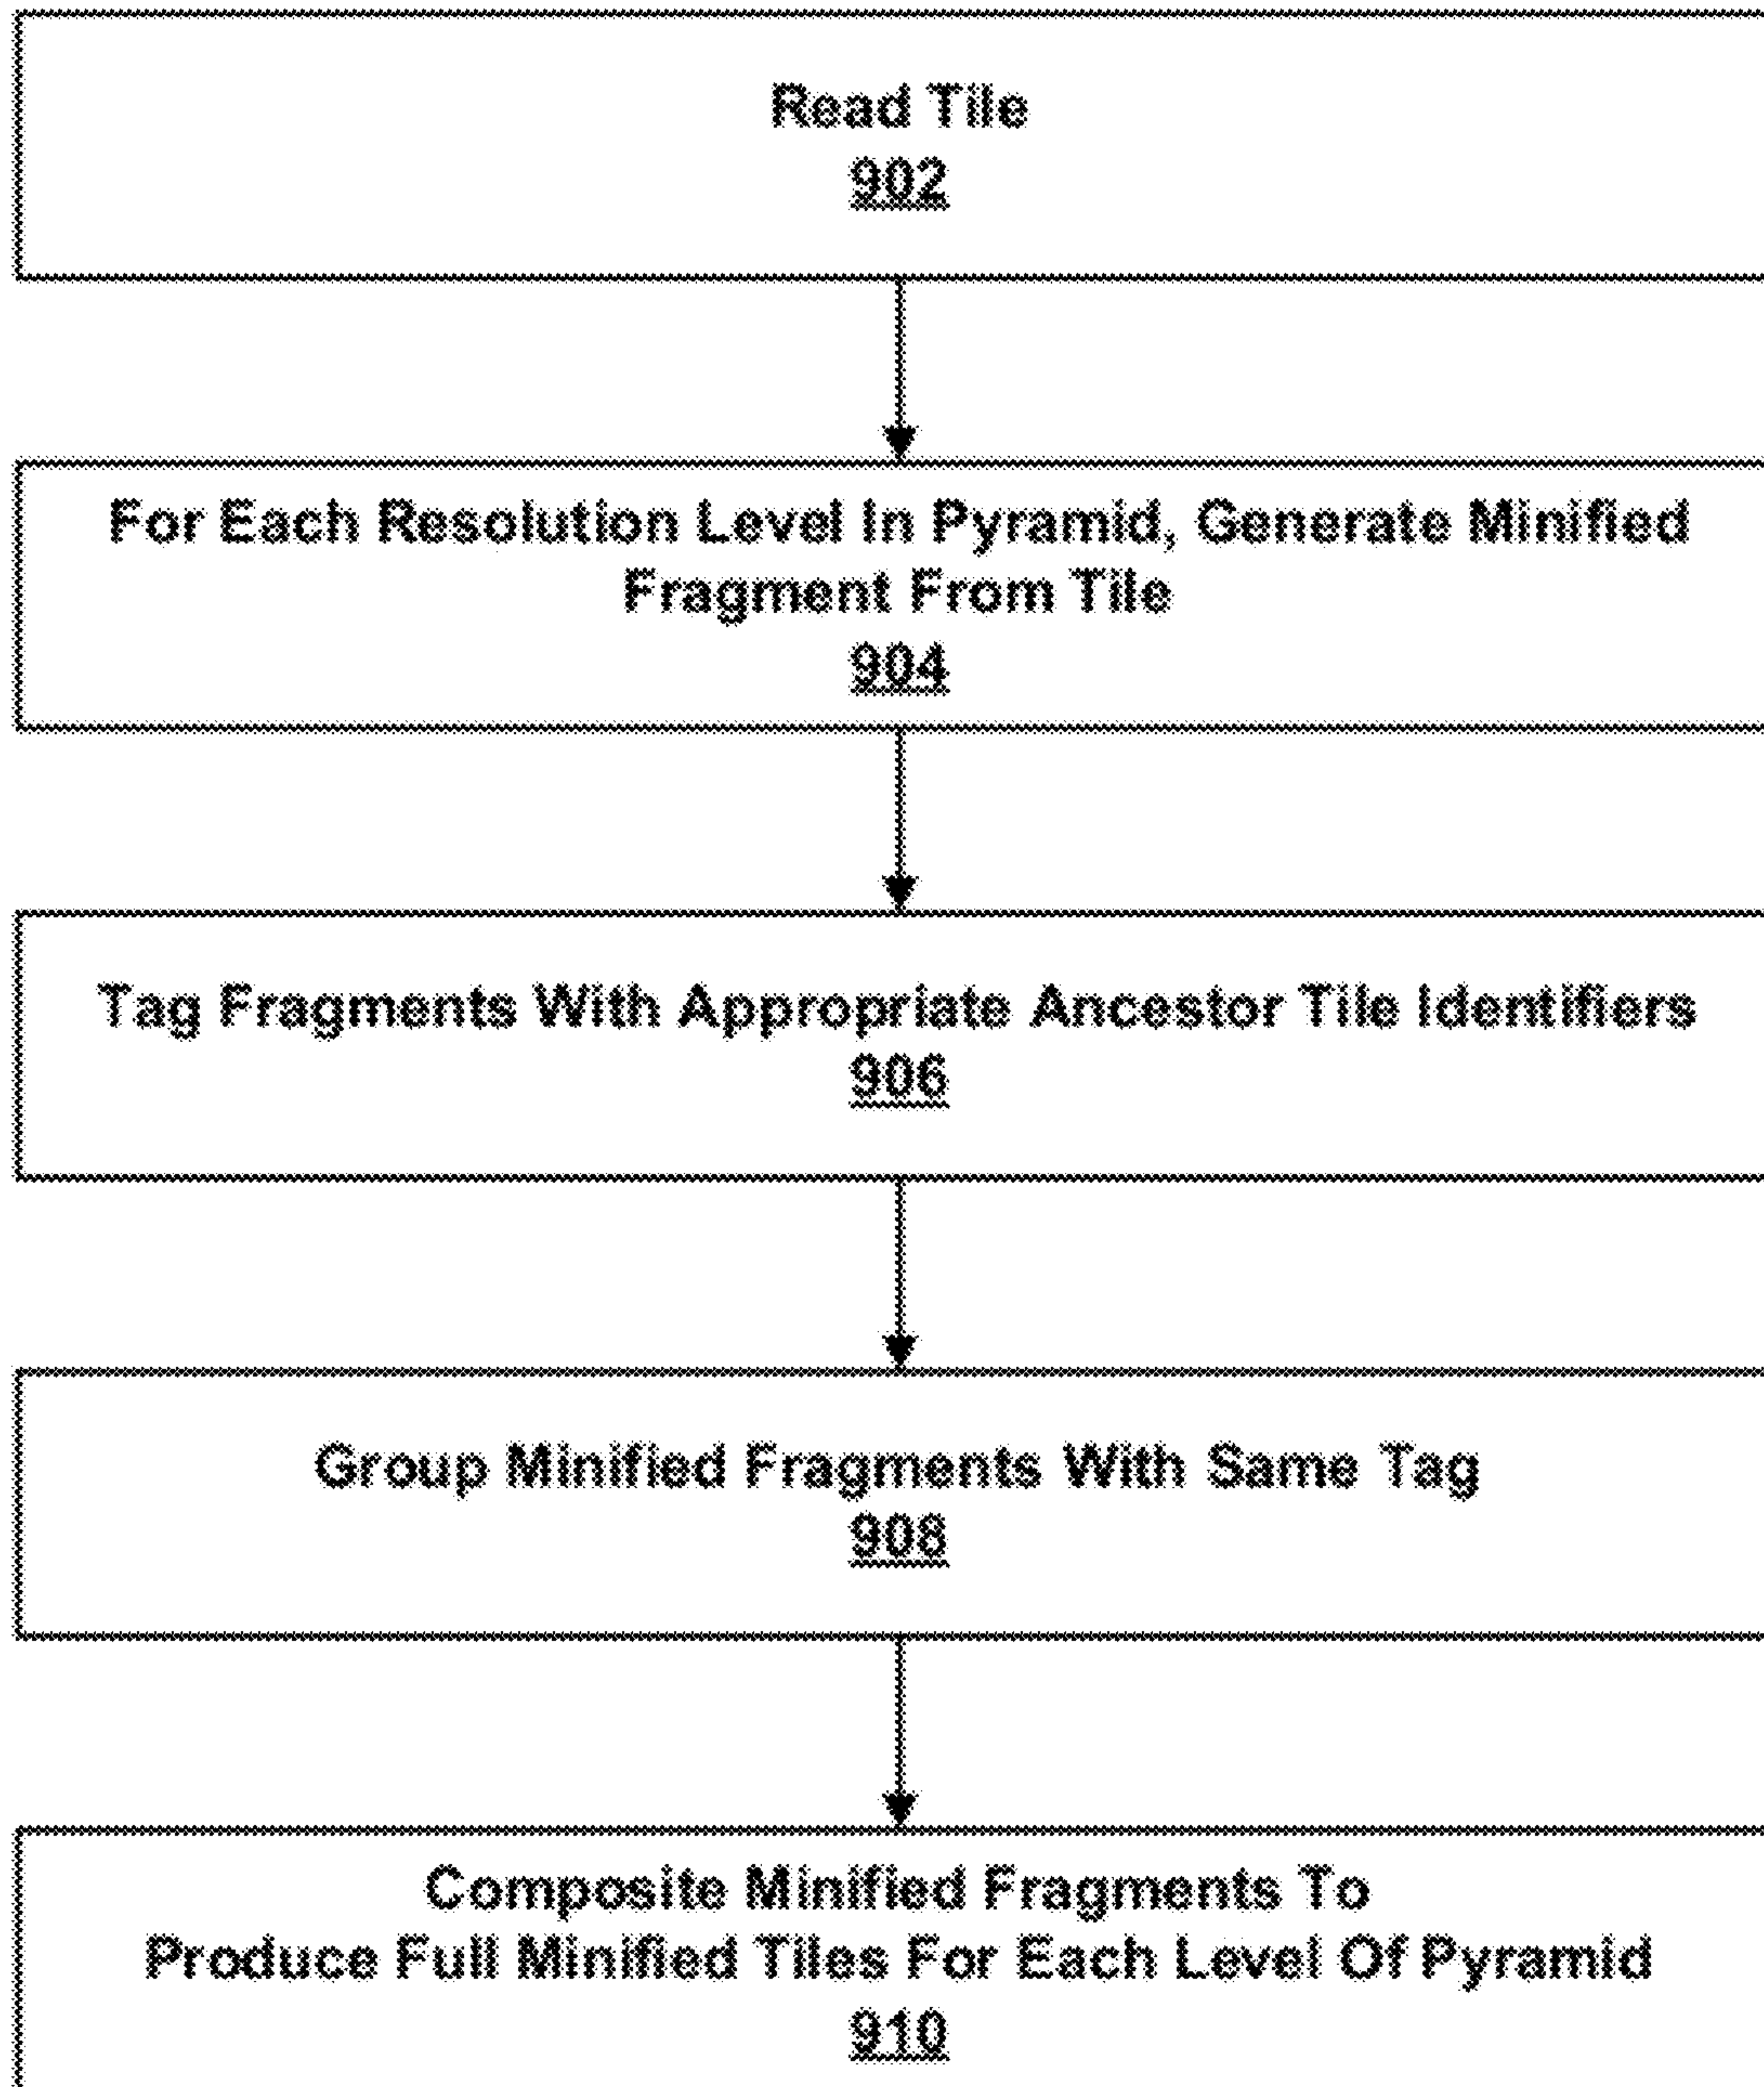 Read Tile
902
For Each Resolution Level In Pyramid, Generate Minified
Fragment From Tile
904
Tag Fragments With Appropriate Ancestor Tile Identifiers
906
Group Minified Fragments With Same Tag
908
Composite Minified Fragments To
Produce Full Minified Tiles For Each Level Of Pyramid
910